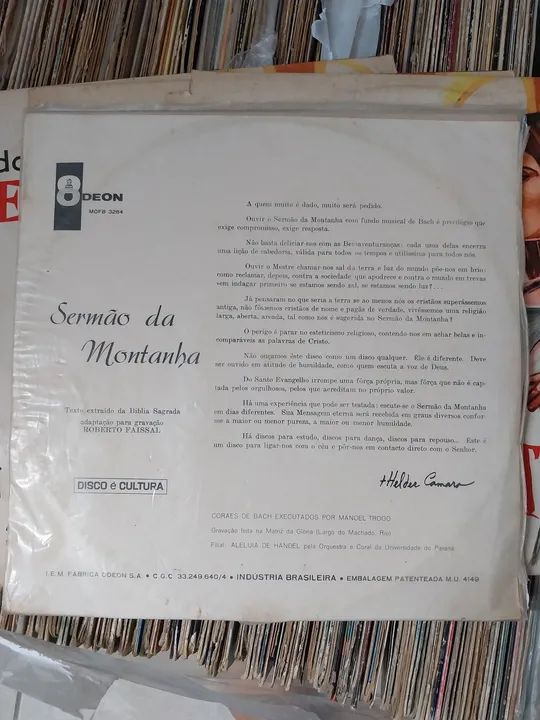 8
ODEON
MOFB 3284
Sermão da
Montanha
Texto extraído da Bíblia Sagrada
adaptação para gravação
ROBERTO FAISSAL
DISCO é CULTURA
A quem muito é dado, muito será pedido.
Ouvir o Sermão da Montanha com fundo musical de Bach é privilégio que
exige compromisso, exige resposta.
Não basta deliciar-nos com as Bemaventuranças: cada uma delas encerra
uma lição de sabedoria, válida para todos os tempos e utilíssima para todos nós.
Ouvir o Mestre chamar-nos sal da terra e luz do mundo põe-nos em brio:
como reclamar, depois, contra a sociedade que apodrece e contra o mundo em trevas
sem indagar primeiro se estamos sendo sal, se estamos sendo luz?...
Já pensaram no que seria a terra se ao menos nós os cristãos superássemos
antiga, não fôssemos cristãos de nome e pagãs de verdade, vivêssemos uma religião
larga, aberta, arejada, tal como nos é sugerida no Sermão da Montanha?
O perigo é parar no esteticismo religioso, contendo-nos em achar belas e in-
comparáveis as palavras de Cristo.
Não ouçamos êste disco como um disco qualquer. Êle é diferente. Deve
ser ouvido em atitude de humildade, como quem escuta a voz de Deus.
Do Santo Evangelho irrompe uma fôrça própria, mas fôrça que não é cap-
tada pelos orgulhosos, pelos que acreditam no próprio valor.
Há uma experiência que pode ser tentada: escute-se o Sermão da Montanha
em dias diferentes. Sua Mensagem eterna será recebida em graus diversos confor-
me a maior ou menor pureza, a maior ou menor humildade.
Há discos para estudo, discos para dança, discos para repouso... Êste é
um disco para ligar-nos com o céu e pôr-nos em contacto direto com o Senhor.
+Helder Camara
CORAES DE BACH EXECUTADOS POR MANOEL TROGO
Gravação feita na Matriz da Glória (Largo do Machado, Rio)
Final: ALELUIA DE HANDEL pela Orquestra e Coral da Universidade do Paraná
I.E.M. FABRICA ODEON S.A. • C.G.C 33.249.640/4 • INDUSTRIA BRASILEIRA • EMBALAGEM PATENTEADA M.U. 4149